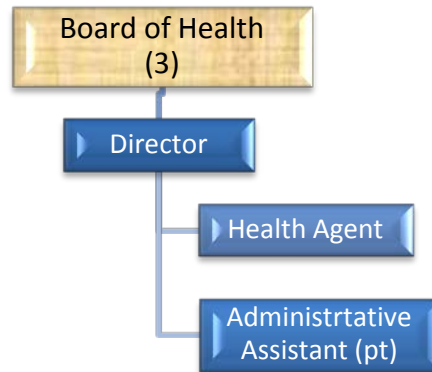 Board of Health
(3)
Director
Health Agent
Administrtative
Assistant (pt)